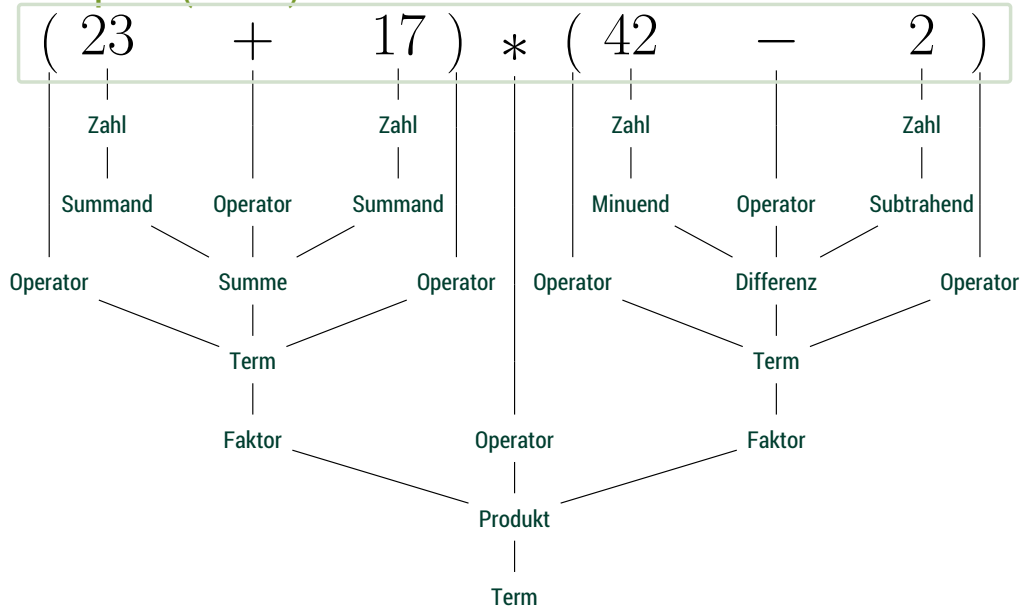 ( 23 + 17 ) * ( 42 − 2 )
Zahl Zahl Zahl Zahl
Summand Operator Summand Minuend Operator Subtrahend
Operator Summe Operator Operator Differenz Operator
Term Term
Faktor Operator Faktor
Produkt
Term